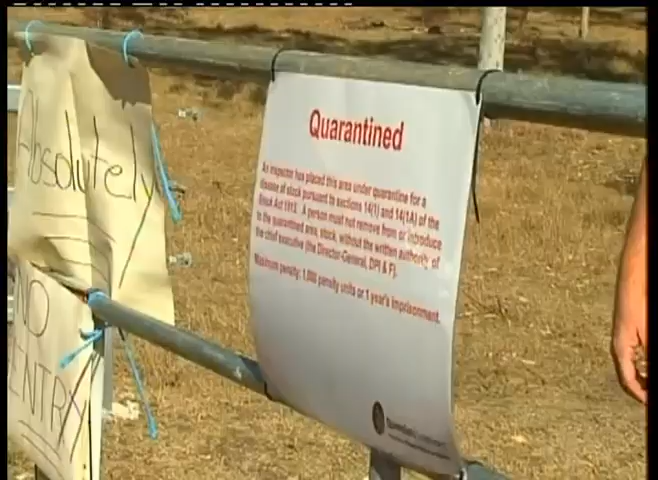 Absolutely
NO
ENTRY
Quarantined
An inspector has placed this area under quarantine for a
disease of stock pursuant to sections 14(1) and 14(1A) of the
Stock Act 1915. A person must not remove from or introduce
to the quarantined area, stock, without the written authority of
the chief executive (the Director-General, DPI & F).
Maximum penalty: 1,000 penalty units or 1 year's imprisonment.
Queensland